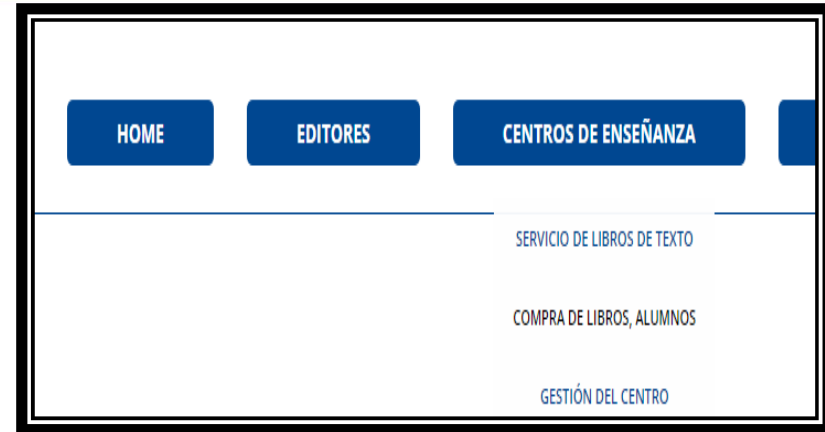 HOME EDITORES CENTROS DE ENSEÑANZA
SERVICIO DE LIBROS DE TEXTO
COMPRA DE LIBROS, ALUMNOS
GESTIÓN DEL CENTRO